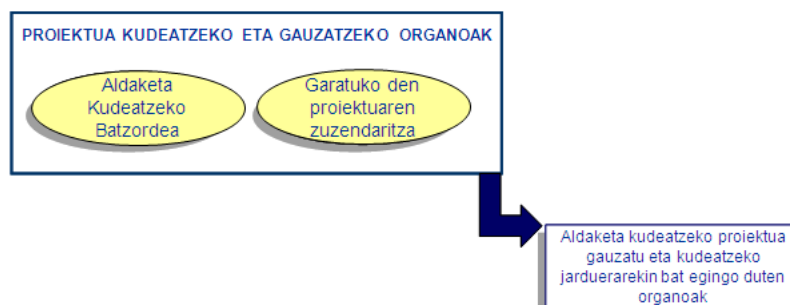 PROIEKTUA KUDEATZEKO ETA GAUZATZEKO ORGANOAK
Aldaketa
Kudeatzeko
Batzordea
Garatuko den
proiektuaren
zuzendaritza
Aldaketa kudeatzeko proiektua
gauzatu eta kudeatzeko
jarduerarekin bat egingo duten
organoak